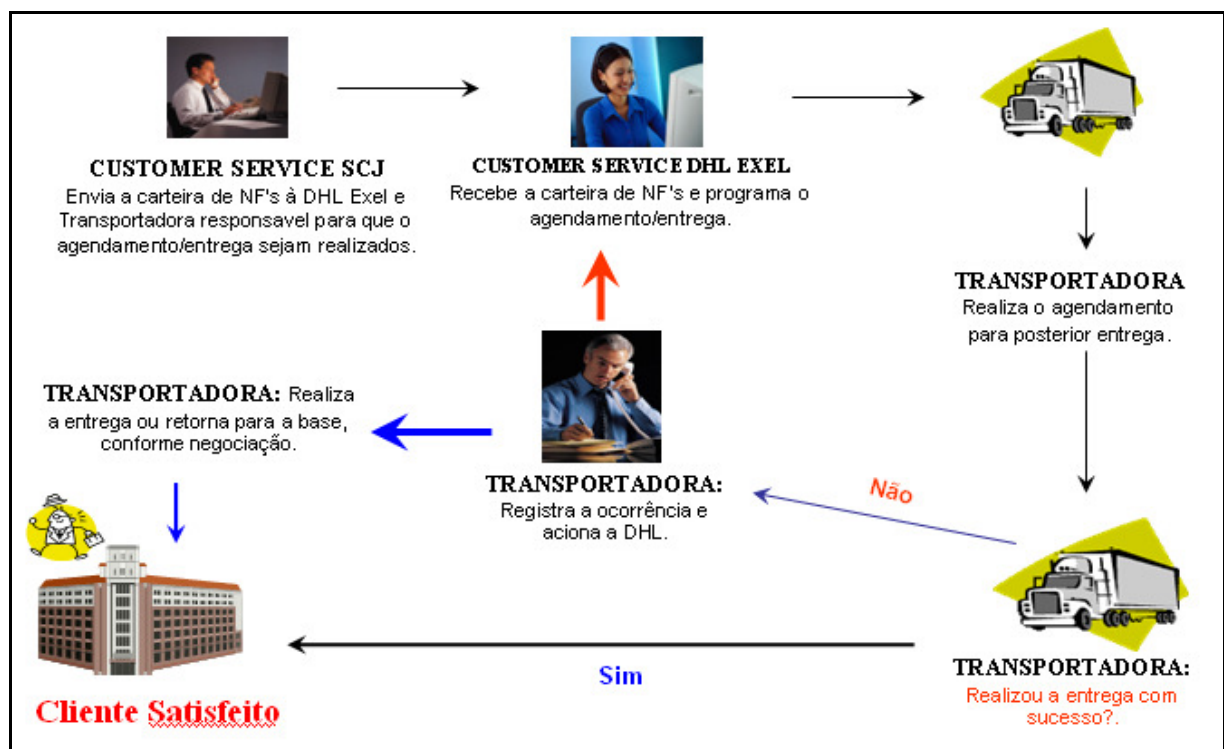 CUSTOMER SERVICE SCJ
Envia a carteira de NF's à DHL Exel e
Transportadora responsavel para que o
agendamento/entrega sejam realizados.
CUSTOMER SERVICE DHL EXEL
Recebe a carteira de NF's e programa o
agendamento/entrega.
TRANSPORTADORA
Realiza o agendamento
para posterior entrega.
TRANSPORTADORA: Realiza
a entrega ou retorna para a base,
conforme negociação.
TRANSPORTADORA:
Registra a ocorrência e
aciona a DHL.
Não
TRANSPORTADORA:
Realizou a entrega com
sucesso?.
Sim
Cliente Satisfeito